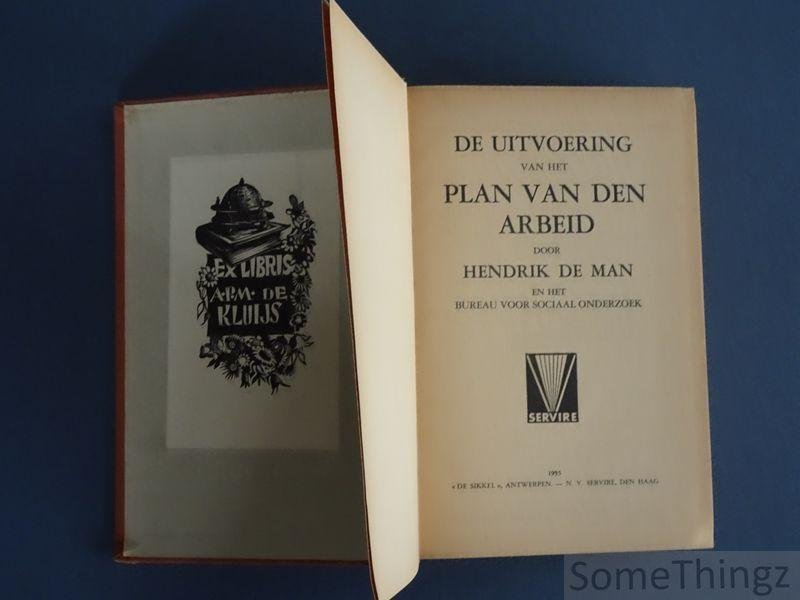 EX LIBRIS
A·P·M· DE
KLUIJS
DE UITVOERING
VAN HET
PLAN VAN DEN
ARBEID
DOOR
HENDRIK DE MAN
EN HET
BUREAU VOOR SOCIAAL ONDERZOEK
SERVIRE
1935
« DE SIKKEL », ANTWERPEN. — N. V. SERVIRE, DEN HAAG
SomeThingz